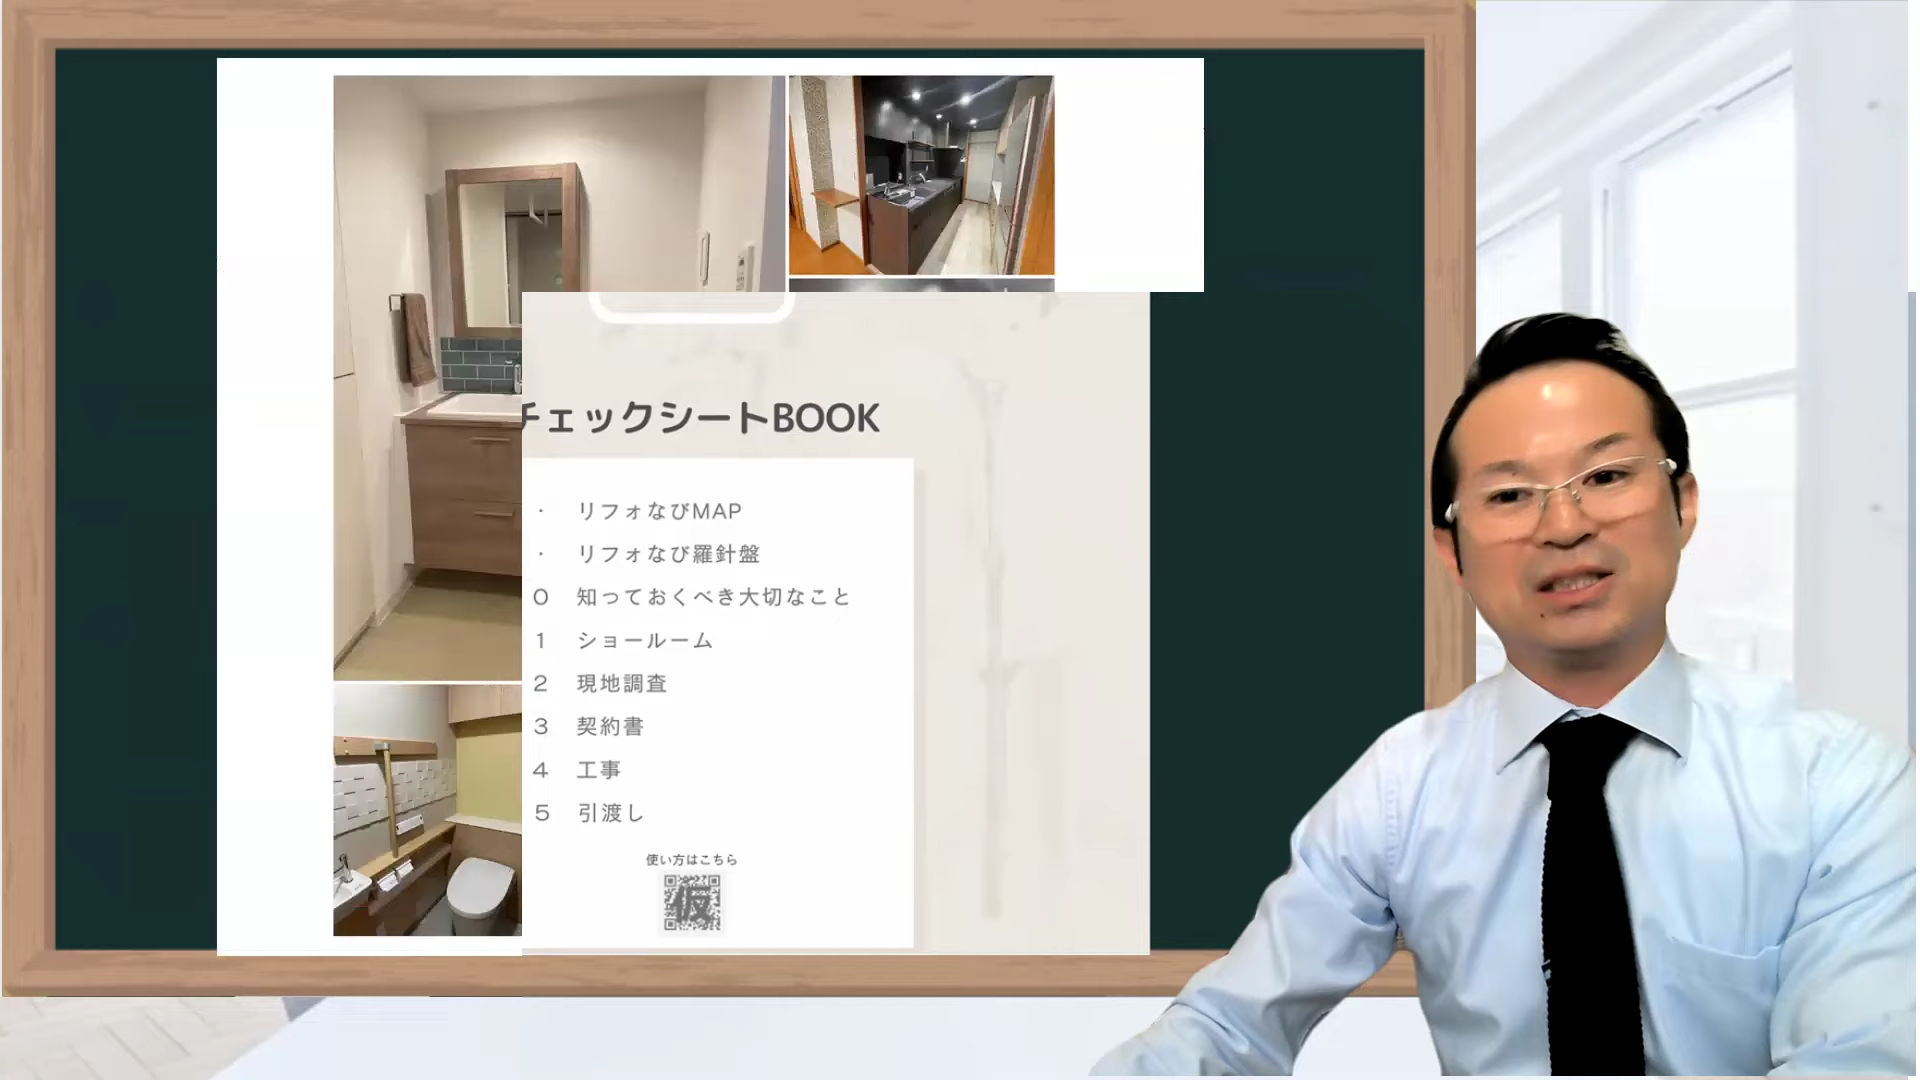 チェックシートBOOK
・ リフォなびMAP
・ リフォなび羅針盤
0 知っておくべき大切なこと
1 ショールーム
2 現地調査
3 契約書
4 工事
5 引渡し
使い方はこちら
仮